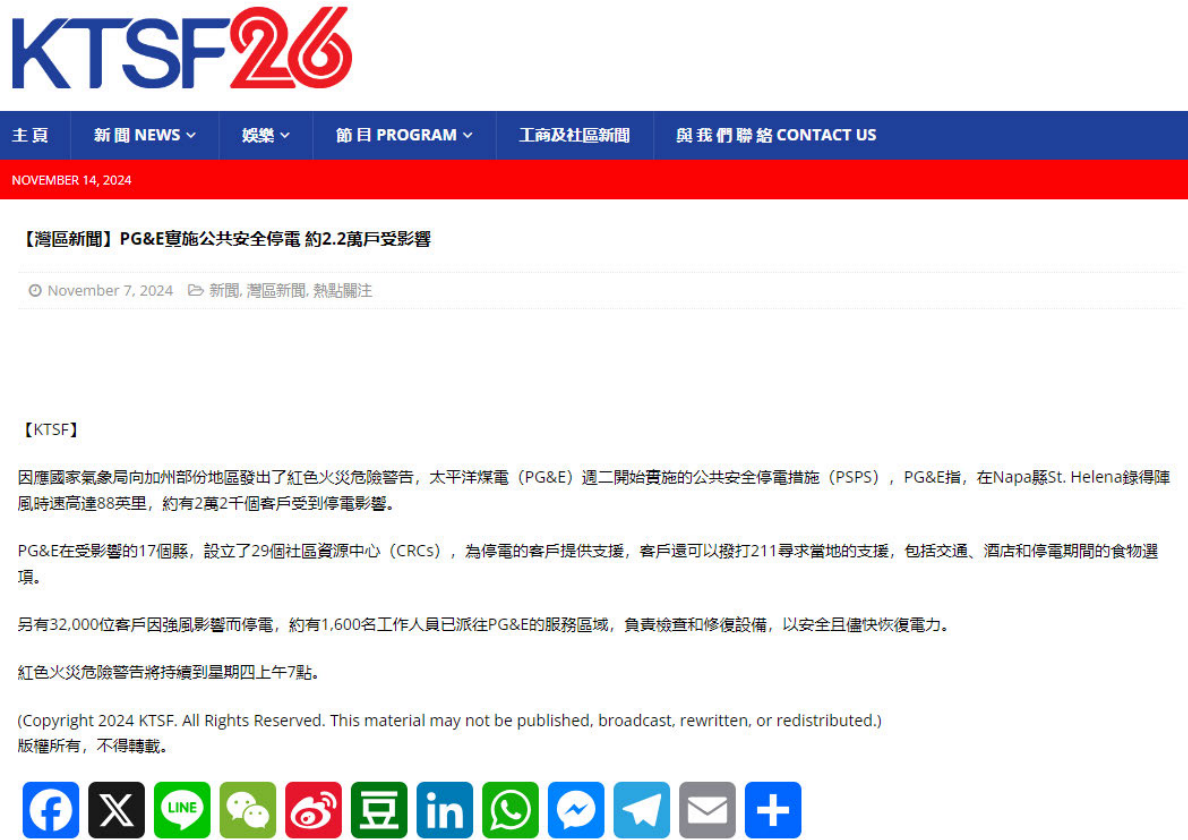 KTSF26
主頁 新聞 NEWS 娛樂 節目 PROGRAM 工商及社區新聞 與我們聯絡 CONTACT US
NOVEMBER 14, 2024
【灣區新聞】PG&E實施公共安全停電 約2.2萬戶受影響
November 7, 2024 新聞, 灣區新聞, 熱點關注
【KTSF】
因應國家氣象局向加州部份地區發出了紅色火災危險警告，太平洋煤電（PG&E）週二開始實施的公共安全停電措施（PSPS），PG&E指，在Napa縣St. Helena錄得陣
風時速高達88英里，約有2萬2千個客戶受到停電影響。
PG&E在受影響的17個縣，設立了29個社區資源中心（CRCs），為停電的客戶提供支援，客戶還可以撥打211尋求當地的支援，包括交通、酒店和停電期間的食物選
項。
另有32,000位客戶因強風影響而停電，約有1,600名工作人員已派往PG&E的服務區域，負責檢查和修復設備，以安全且儘快恢復電力。
紅色火災危險警告將持續到星期四上午7點。
(Copyright 2024 KTSF. All Rights Reserved. This material may not be published, broadcast, rewritten, or redistributed.)
版權所有，不得轉載。
LINE 豆 in